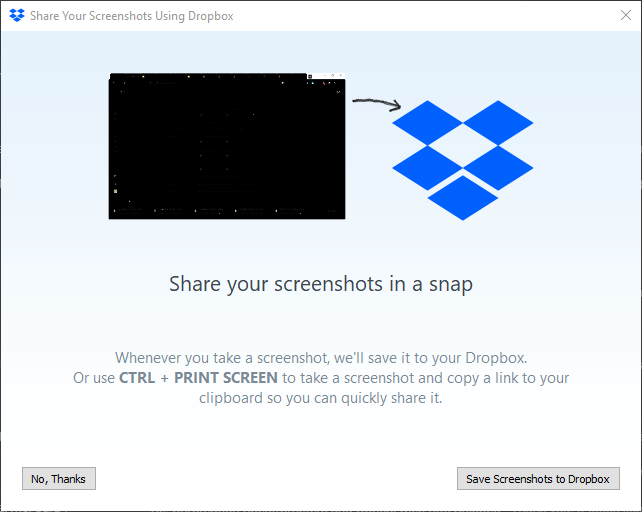 Share Your Screenshots Using Dropbox
Share your screenshots in a snap
Whenever you take a screenshot, we'll save it to your Dropbox.
Or use CTRL + PRINT SCREEN to take a screenshot and copy a link to your
clipboard so you can quickly share it.
No, Thanks
Save Screenshots to Dropbox